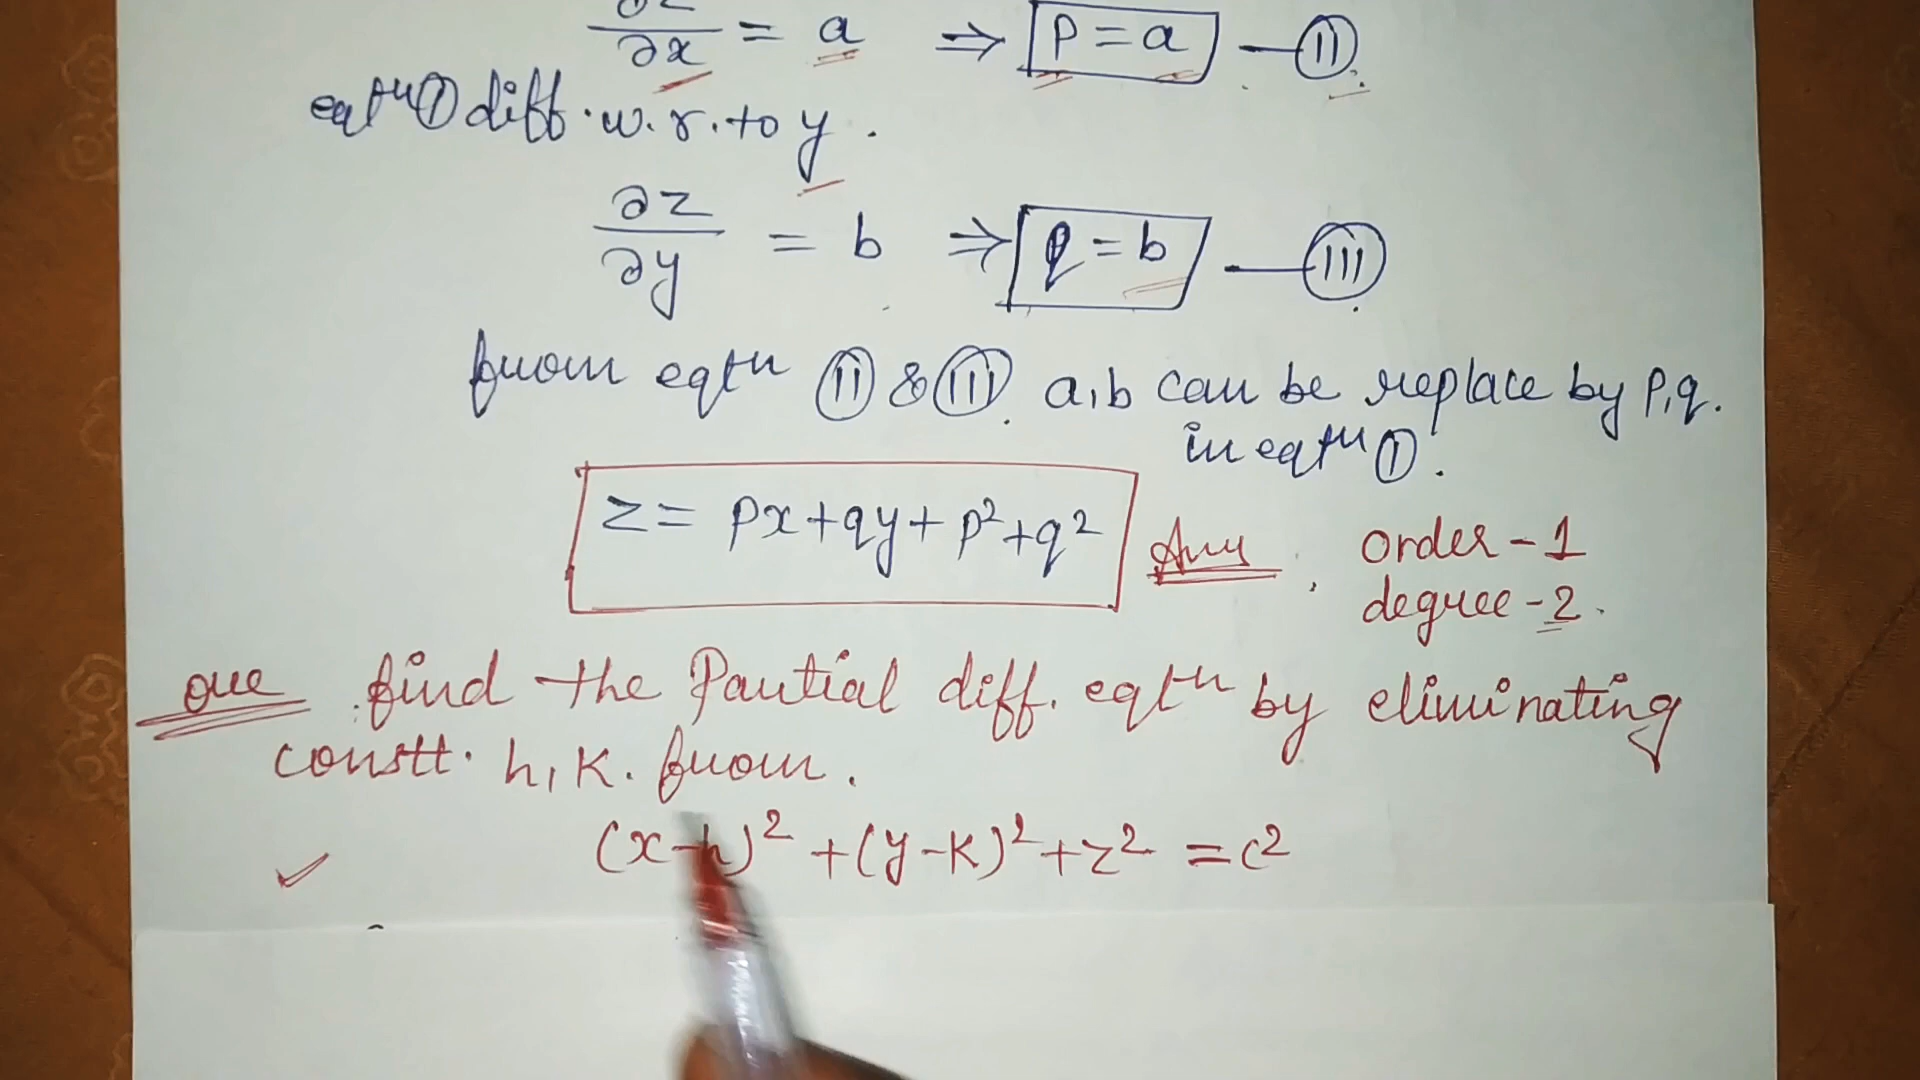 ∂z/∂x = a ⇒ p = a — (II)
eqtn (I) diff. w.r.to y.
∂z/∂y = b ⇒ q = b — (III)
from eqtn (II) & (III) a,b can be replace by p,q.
in eqtn (I).
z = px+qy+p²+q² Ans. order-1
degree-2.
que find the Partial diff. eqtn by eliminating
constt. h, K. from.
(x-h)² + (y-K)² + z² = c²